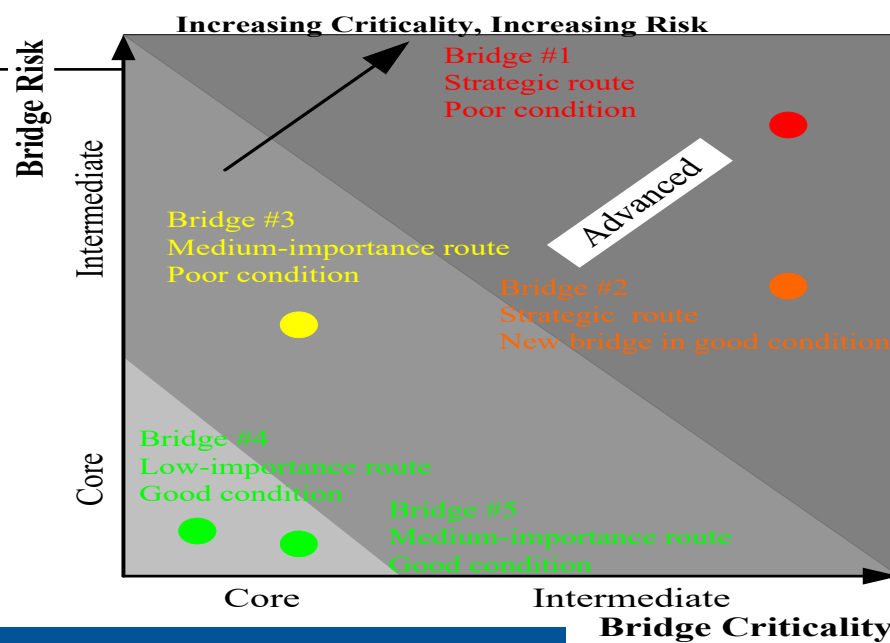 Increasing Criticality, Increasing Risk
Bridge Risk
Bridge #1
Strategic route
Poor condition
Intermediate
Advanced
Bridge #3
Medium-importance route
Poor condition
Bridge #2
Strategic route
New bridge in good condition
Core
Bridge #4
Low-importance route
Good condition
Bridge #5
Medium-importance route
Good condition
Core
Intermediate
Bridge Criticality